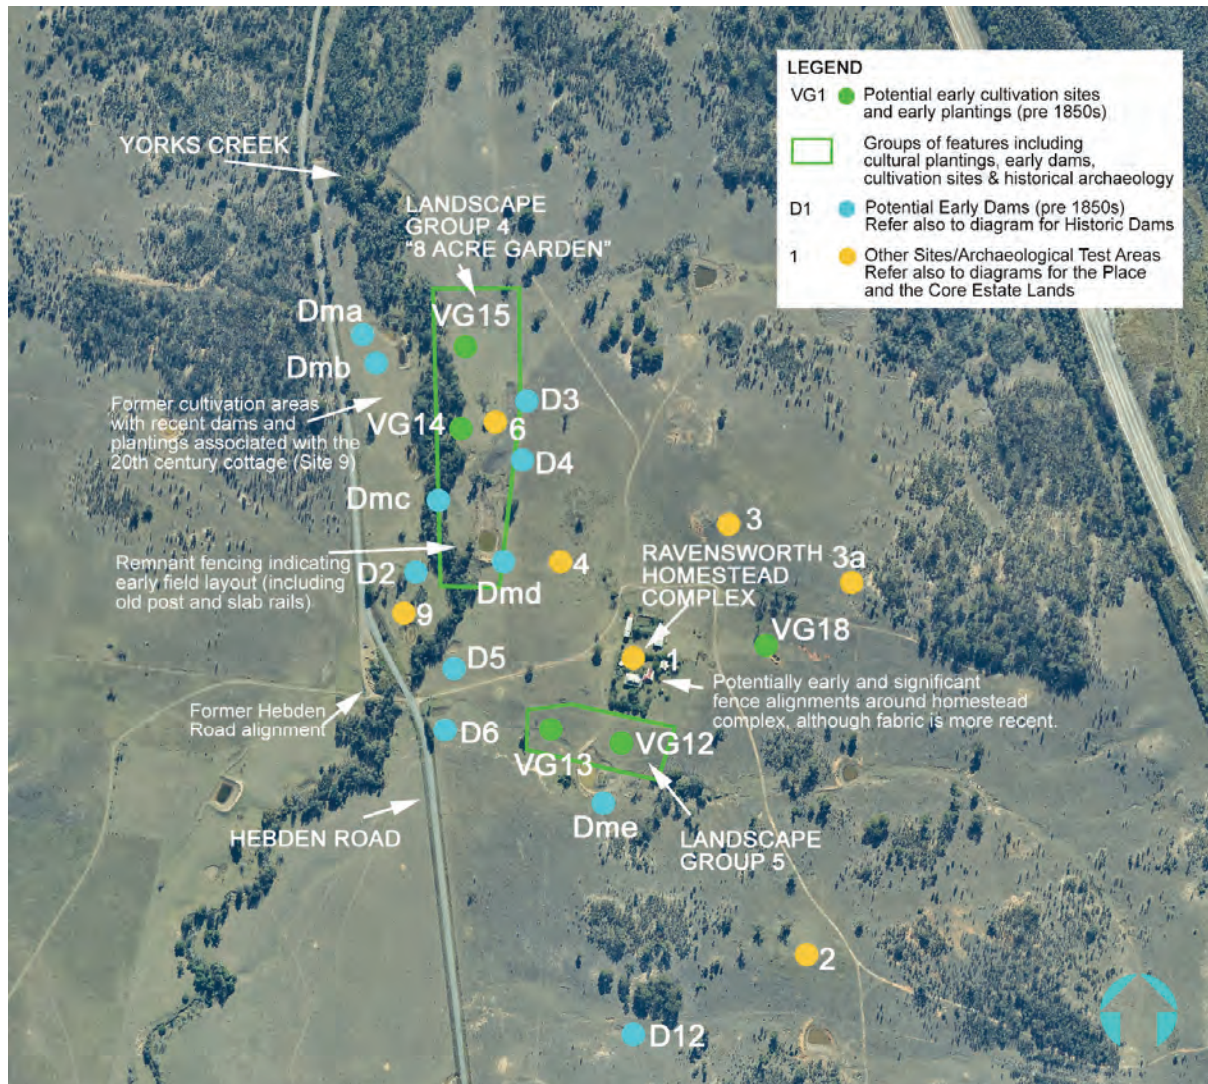 LEGEND
VG1 Potential early cultivation sites
and early plantings (pre 1850s)
Groups of features including
cultural plantings, early dams,
cultivation sites & historical archaeology
D1 Potential Early Dams (pre 1850s)
Refer also to diagram for Historic Dams
1 Other Sites/Archaeological Test Areas
Refer also to diagrams for the Place
and the Core Estate Lands
YORKS CREEK
LANDSCAPE
GROUP 4
"8 ACRE GARDEN"
VG15
Dma
Dmb
D3
Former cultivation areas
with recent dams and
plantings associated with the
20th century cottage (Site 9)
VG14
6
D4
Dmc
3
Remnant fencing indicating
early field layout (including
old post and slab rails)
D2
Dmd
4
RAVENSWORTH
HOMESTEAD
COMPLEX
3a
9
VG18
D5
1
Potentially early and significant
fence alignments around homestead
complex, although fabric is more recent.
Former Hebden
Road alignment
D6
VG13
VG12
Dme
HEBDEN ROAD
LANDSCAPE
GROUP 5
2
D12